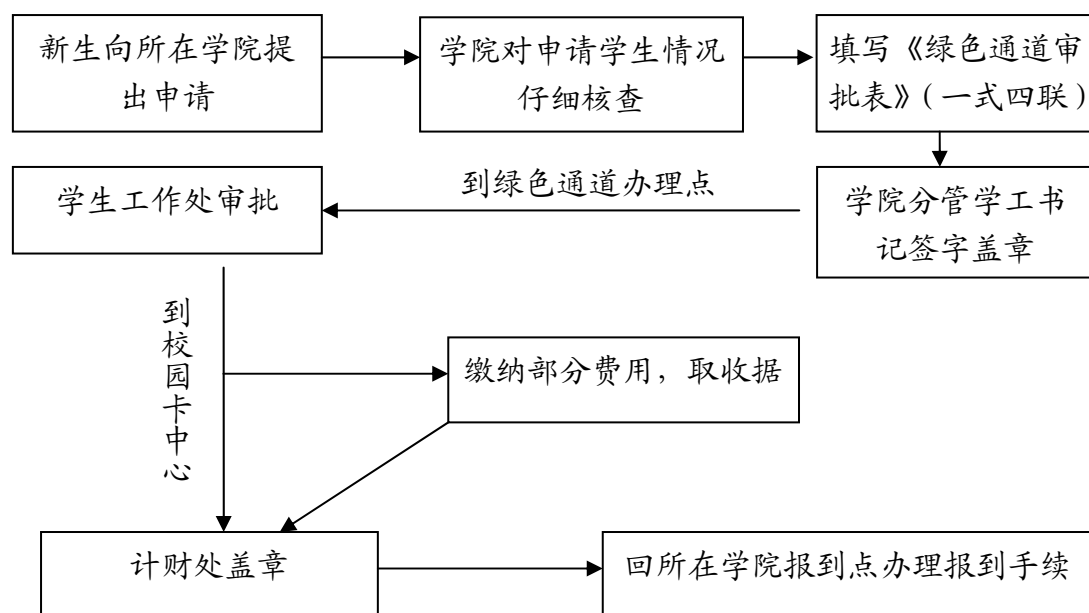 新生向所在学院提
出申请
学院对申请学生情况
仔细核查
填写《绿色通道审
批表》（一式四联）
学院分管学工书
记签字盖章
到绿色通道办理点
学生工作处审批
到校园卡中心
缴纳部分费用，取收据
计财处盖章
回所在学院报到点办理报到手续